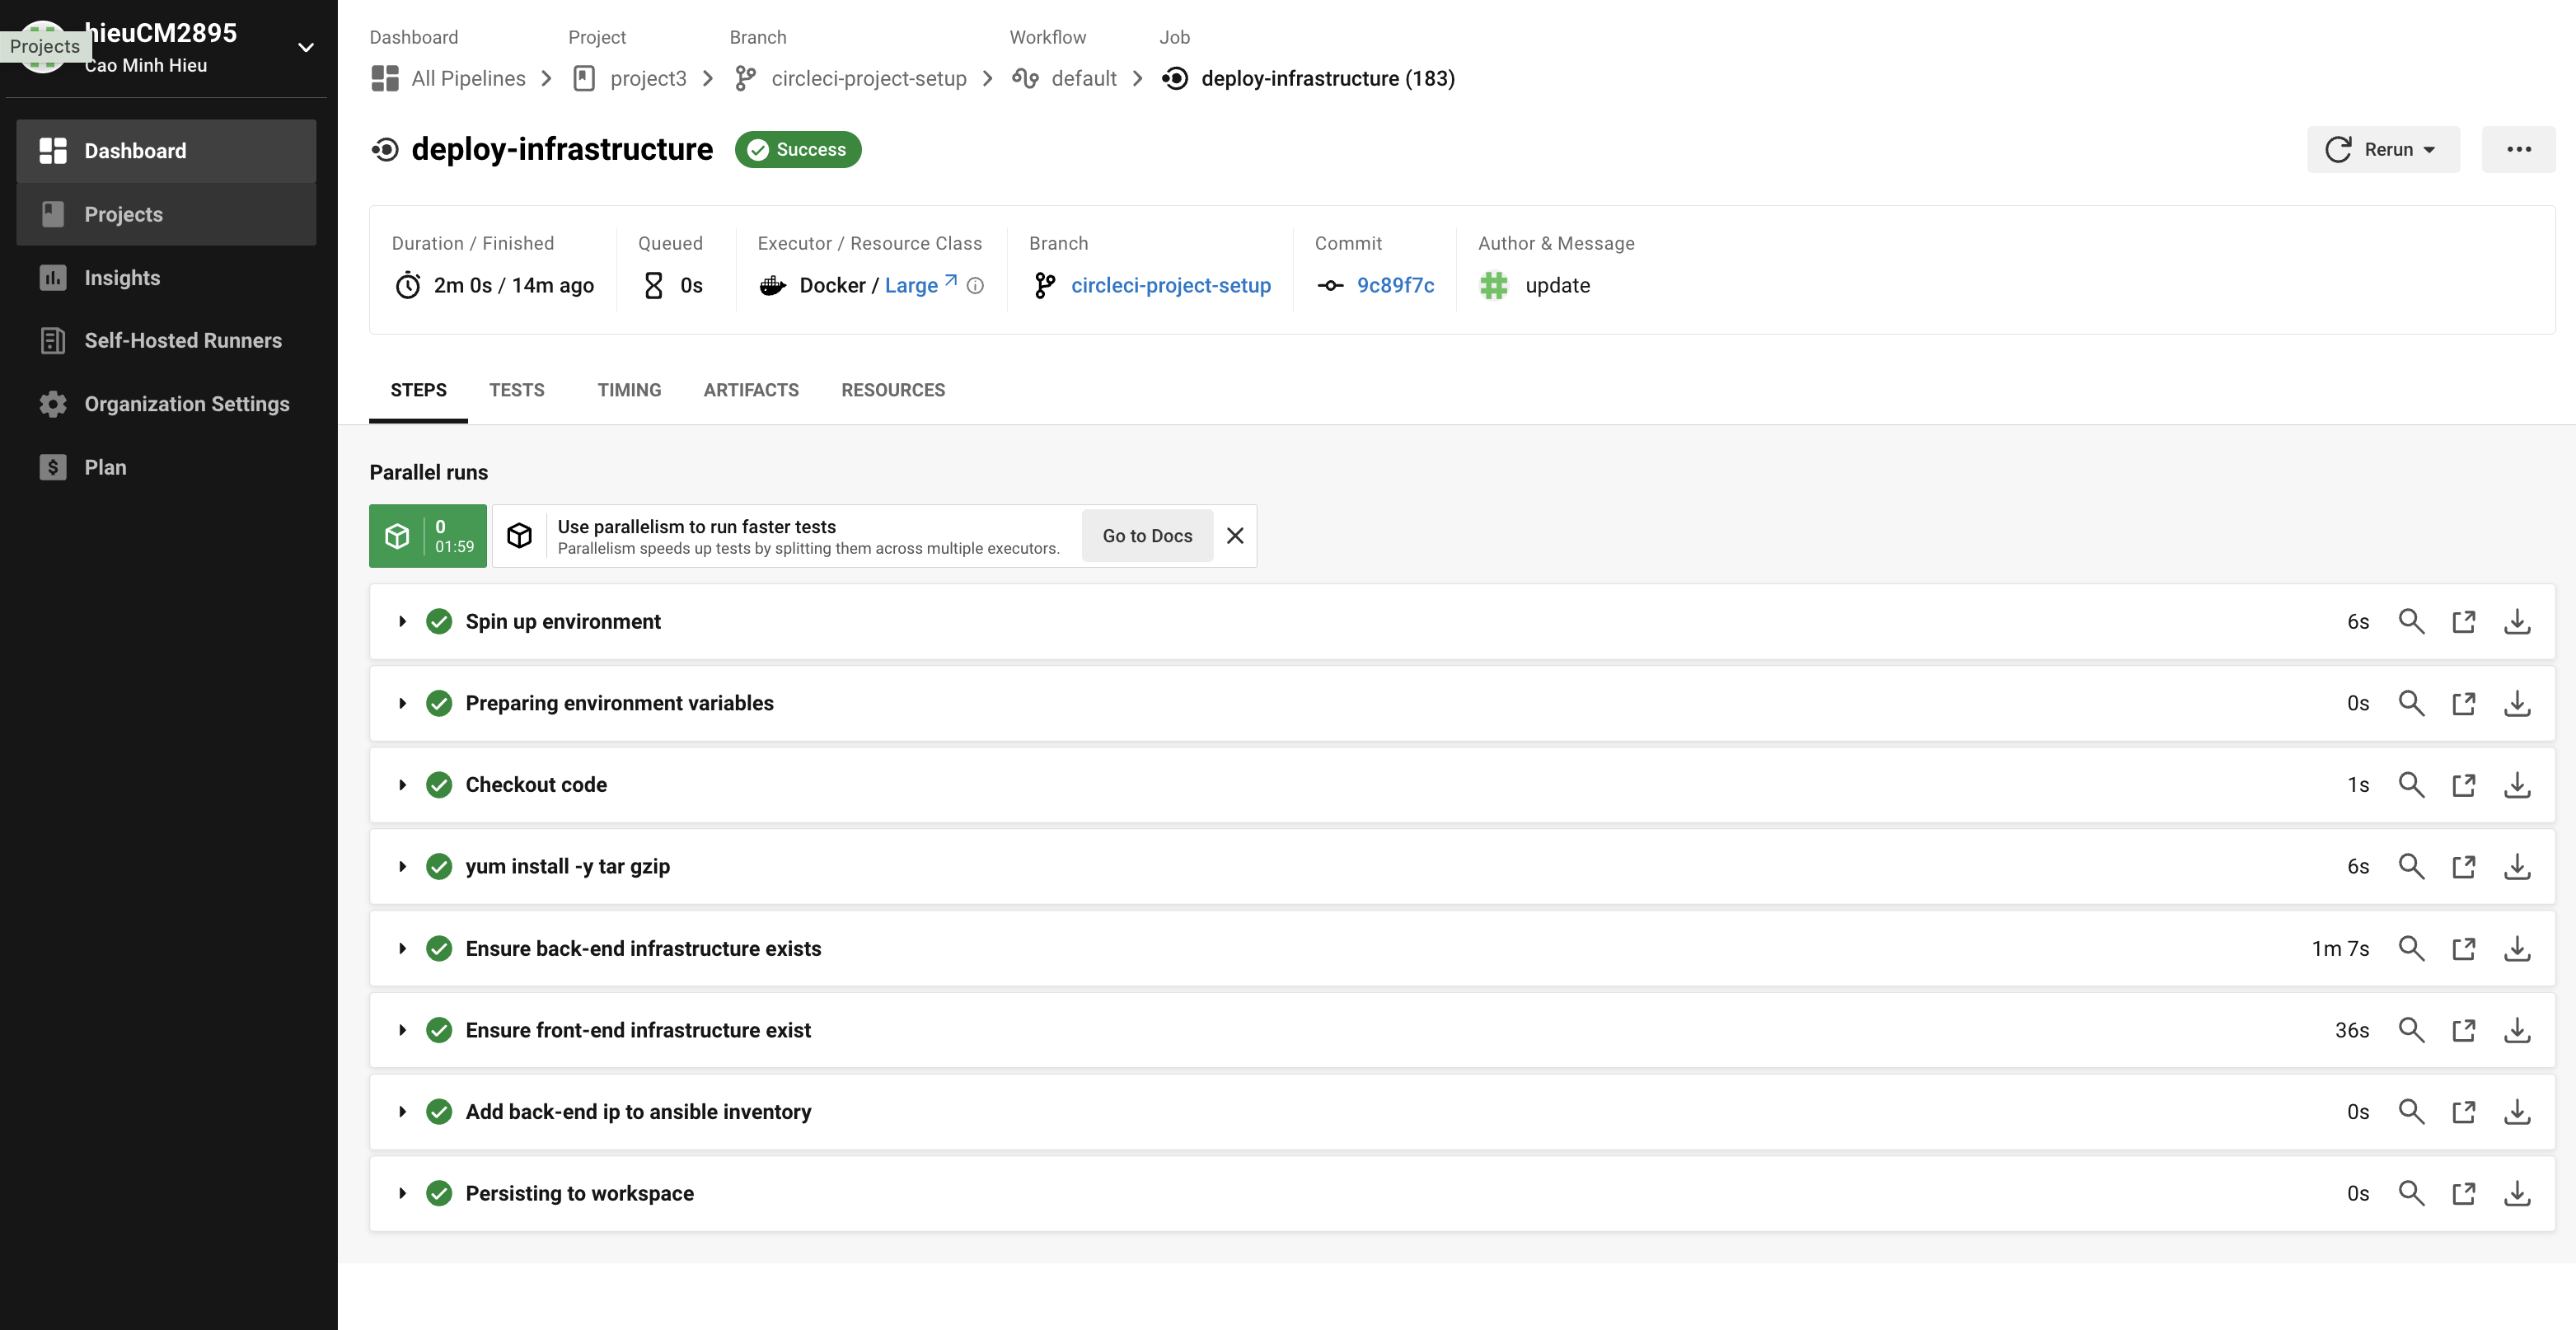 hieuCM2895
Projects
Cao Minh Hieu
Dashboard
Projects
Insights
Self-Hosted Runners
Organization Settings
Plan
Dashboard Project Branch Workflow Job
All Pipelines project3 circleci-project-setup default deploy-infrastructure (183)
deploy-infrastructure Success Rerun
Duration / Finished Queued Executor / Resource Class Branch Commit Author & Message
2m 0s / 14m ago 0s Docker / Large circleci-project-setup 9c89f7c update
STEPS TESTS TIMING ARTIFACTS RESOURCES
Parallel runs
0
01:59
Use parallelism to run faster tests
Parallelism speeds up tests by splitting them across multiple executors.
Go to Docs
Spin up environment 6s
Preparing environment variables 0s
Checkout code 1s
yum install -y tar gzip 6s
Ensure back-end infrastructure exists 1m 7s
Ensure front-end infrastructure exist 36s
Add back-end ip to ansible inventory 0s
Persisting to workspace 0s